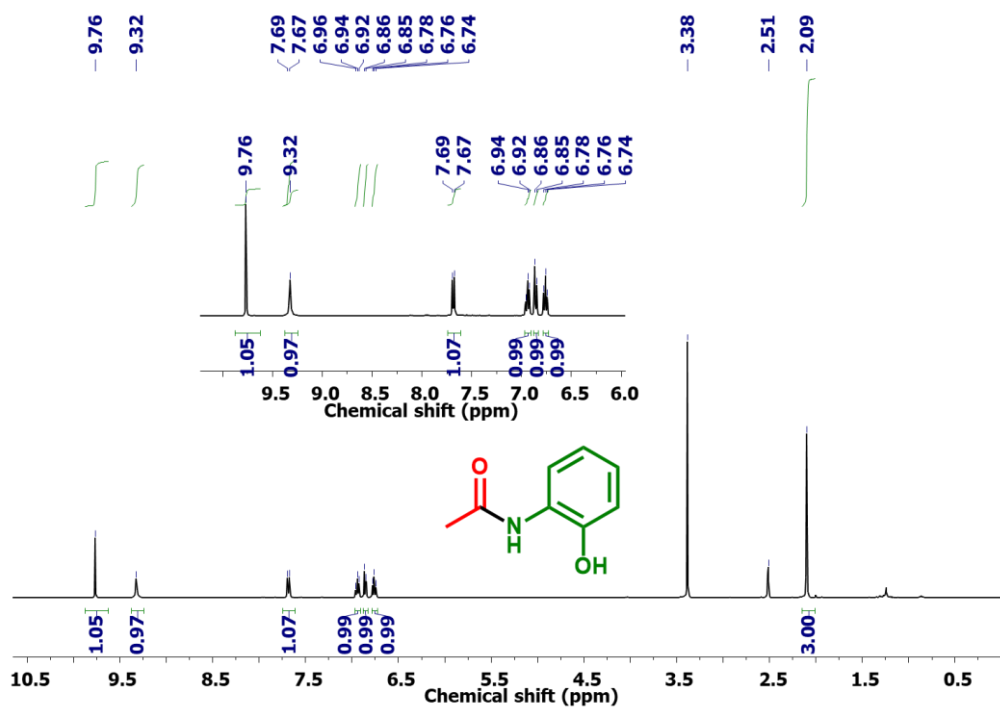 9.76 9.32 7.69 7.67 6.96 6.94 6.92 6.86 6.85 6.78 6.76 6.74 3.38 2.51 2.09
9.76 9.32 7.69 7.67 6.94 6.92 6.86 6.85 6.78 6.76 6.74
1.05 0.97 1.07 0.99 0.99 0.99
9.5 9.0 8.5 8.0 7.5 7.0 6.5 6.0
Chemical shift (ppm)
O
N
H
OH
1.05 0.97 1.07 0.99 0.99 0.99 3.00
10.5 9.5 8.5 7.5 6.5 5.5 4.5 3.5 2.5 1.5 0.5
Chemical shift (ppm)